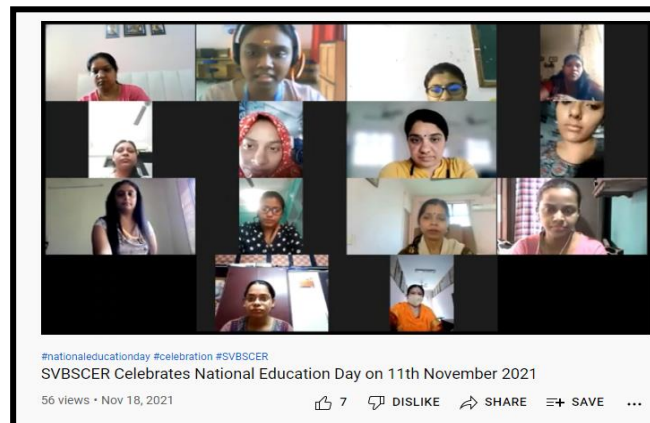 #nationaleducationday #celebration #SVBSCER
SVBSCER Celebrates National Education Day on 11th November 2021
56 views • Nov 18, 2021 7 DISLIKE SHARE SAVE